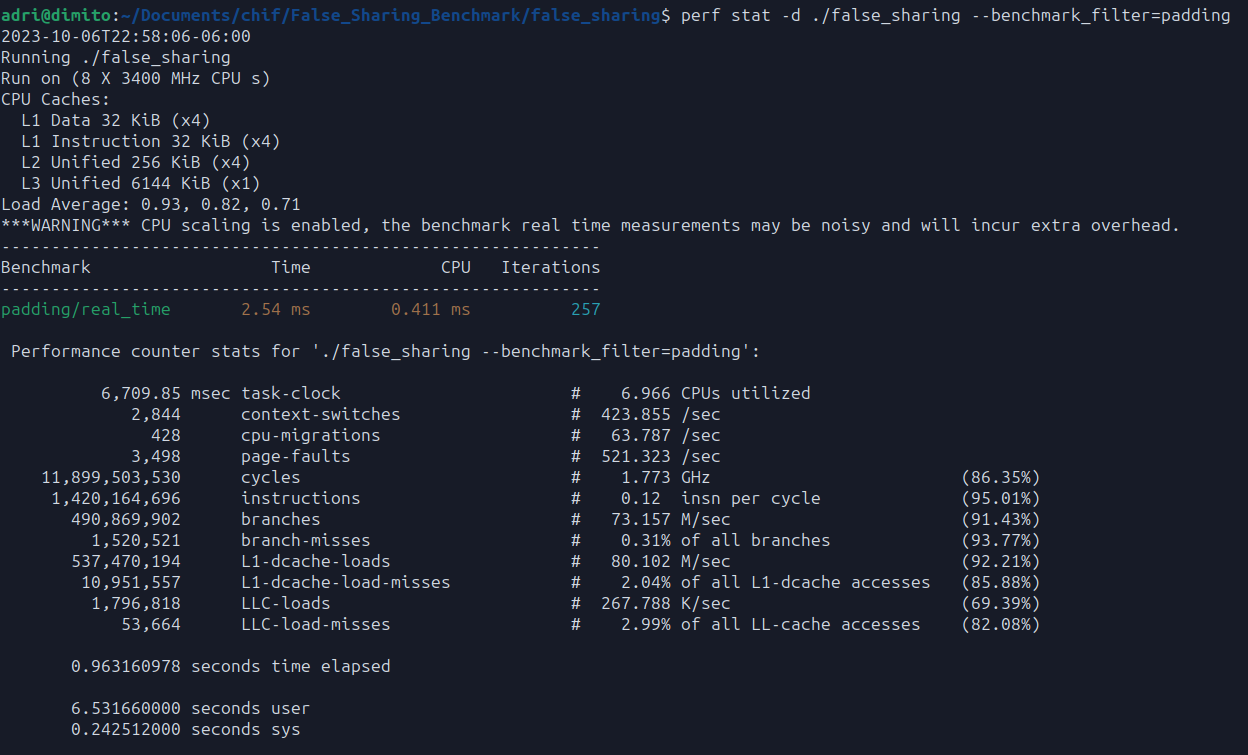 adri@dimito:~/Documents/chif/False_Sharing_Benchmark/false_sharing$ perf stat -d ./false_sharing --benchmark_filter=padding
2023-10-06T22:58:06-06:00
Running ./false_sharing
Run on (8 X 3400 MHz CPU s)
CPU Caches:
  L1 Data 32 KiB (x4)
  L1 Instruction 32 KiB (x4)
  L2 Unified 256 KiB (x4)
  L3 Unified 6144 KiB (x1)
Load Average: 0.93, 0.82, 0.71
***WARNING*** CPU scaling is enabled, the benchmark real time measurements may be noisy and will incur extra overhead.
------------------------------------------------------------
Benchmark                  Time             CPU   Iterations
------------------------------------------------------------
padding/real_time       2.54 ms        0.411 ms          257

 Performance counter stats for './false_sharing --benchmark_filter=padding':

          6,709.85 msec task-clock                       #    6.966 CPUs utilized
             2,844      context-switches                 #  423.855 /sec
               428      cpu-migrations                   #   63.787 /sec
             3,498      page-faults                      #  521.323 /sec
    11,899,503,530      cycles                           #    1.773 GHz                         (86.35%)
     1,420,164,696      instructions                     #    0.12  insn per cycle              (95.01%)
       490,869,902      branches                         #   73.157 M/sec                       (91.43%)
         1,520,521      branch-misses                    #    0.31% of all branches             (93.77%)
       537,470,194      L1-dcache-loads                  #   80.102 M/sec                       (92.21%)
        10,951,557      L1-dcache-load-misses            #    2.04% of all L1-dcache accesses   (85.88%)
         1,796,818      LLC-loads                        #  267.788 K/sec                       (69.39%)
            53,664      LLC-load-misses                  #    2.99% of all LL-cache accesses    (82.08%)

       0.963160978 seconds time elapsed

       6.531660000 seconds user
       0.242512000 seconds sys